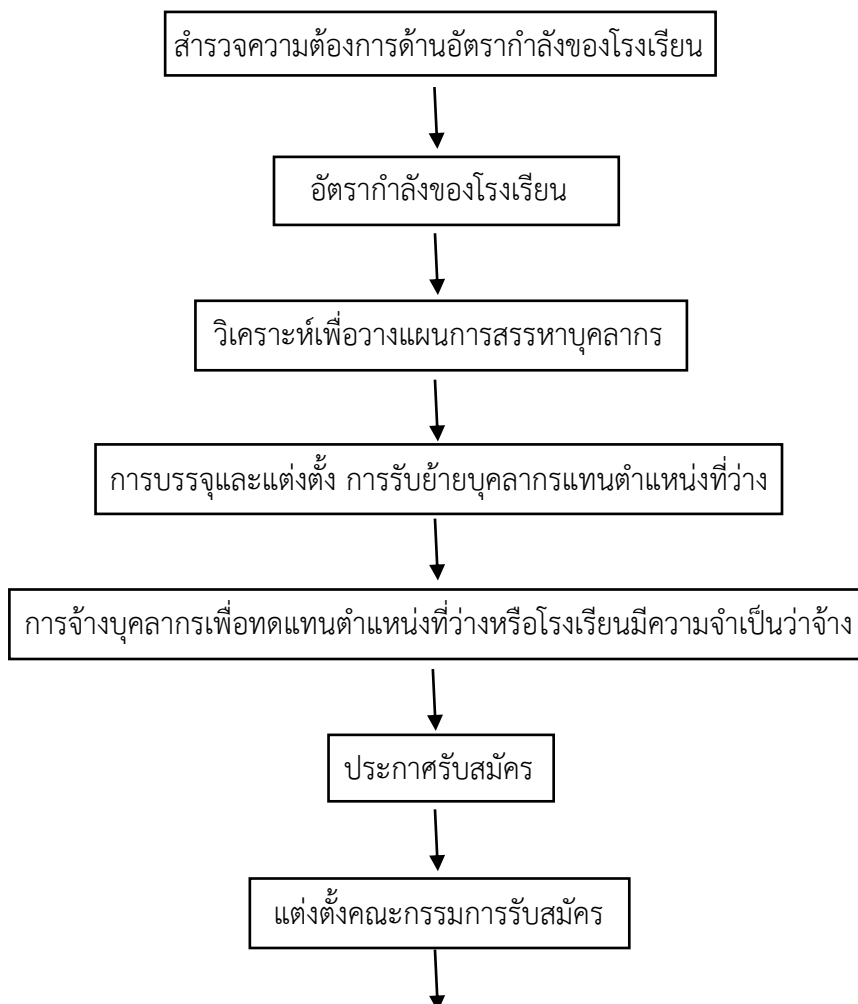 สำรวจความต้องการด้านอัตรากำลังของโรงเรียน
อัตรากำลังของโรงเรียน
วิเคราะห์เพื่อวางแผนการสรรหาบุคลากร
การบรรจุและแต่งตั้ง การรับย้ายบุคลากรแทนตำแหน่งที่ว่าง
การจ้างบุคลากรเพื่อทดแทนตำแหน่งที่ว่างหรือโรงเรียนมีความจำเป็นว่าจ้าง
ประกาศรับสมัคร
แต่งตั้งคณะกรรมการรับสมัคร